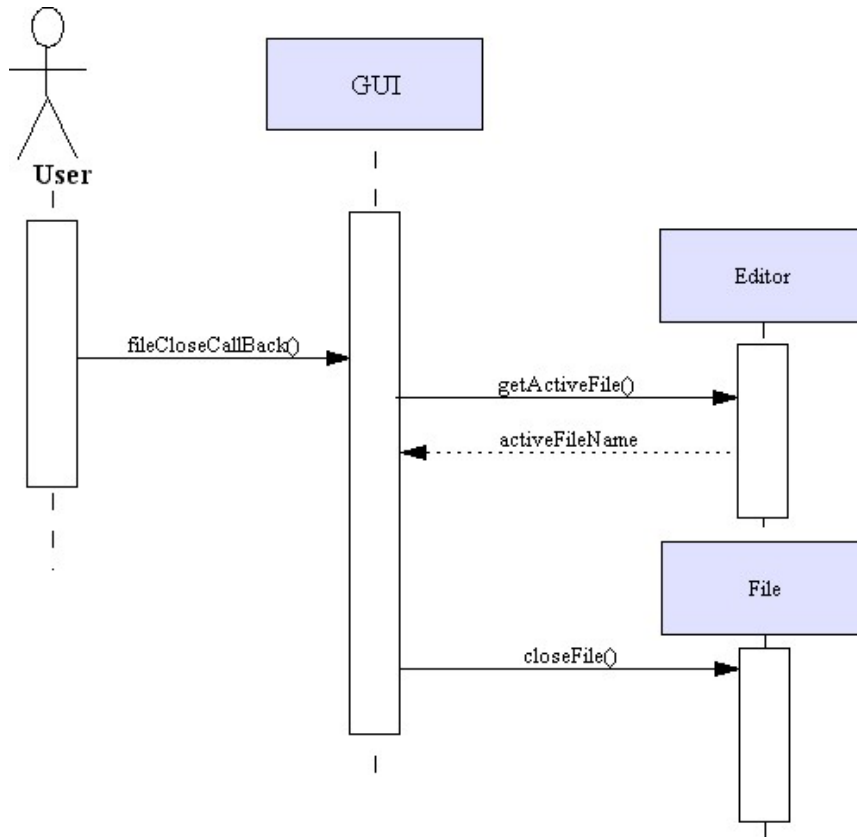 GUI
User
Editor
fileCloseCallBack()
getActiveFile()
activeFileName
File
closeFile()